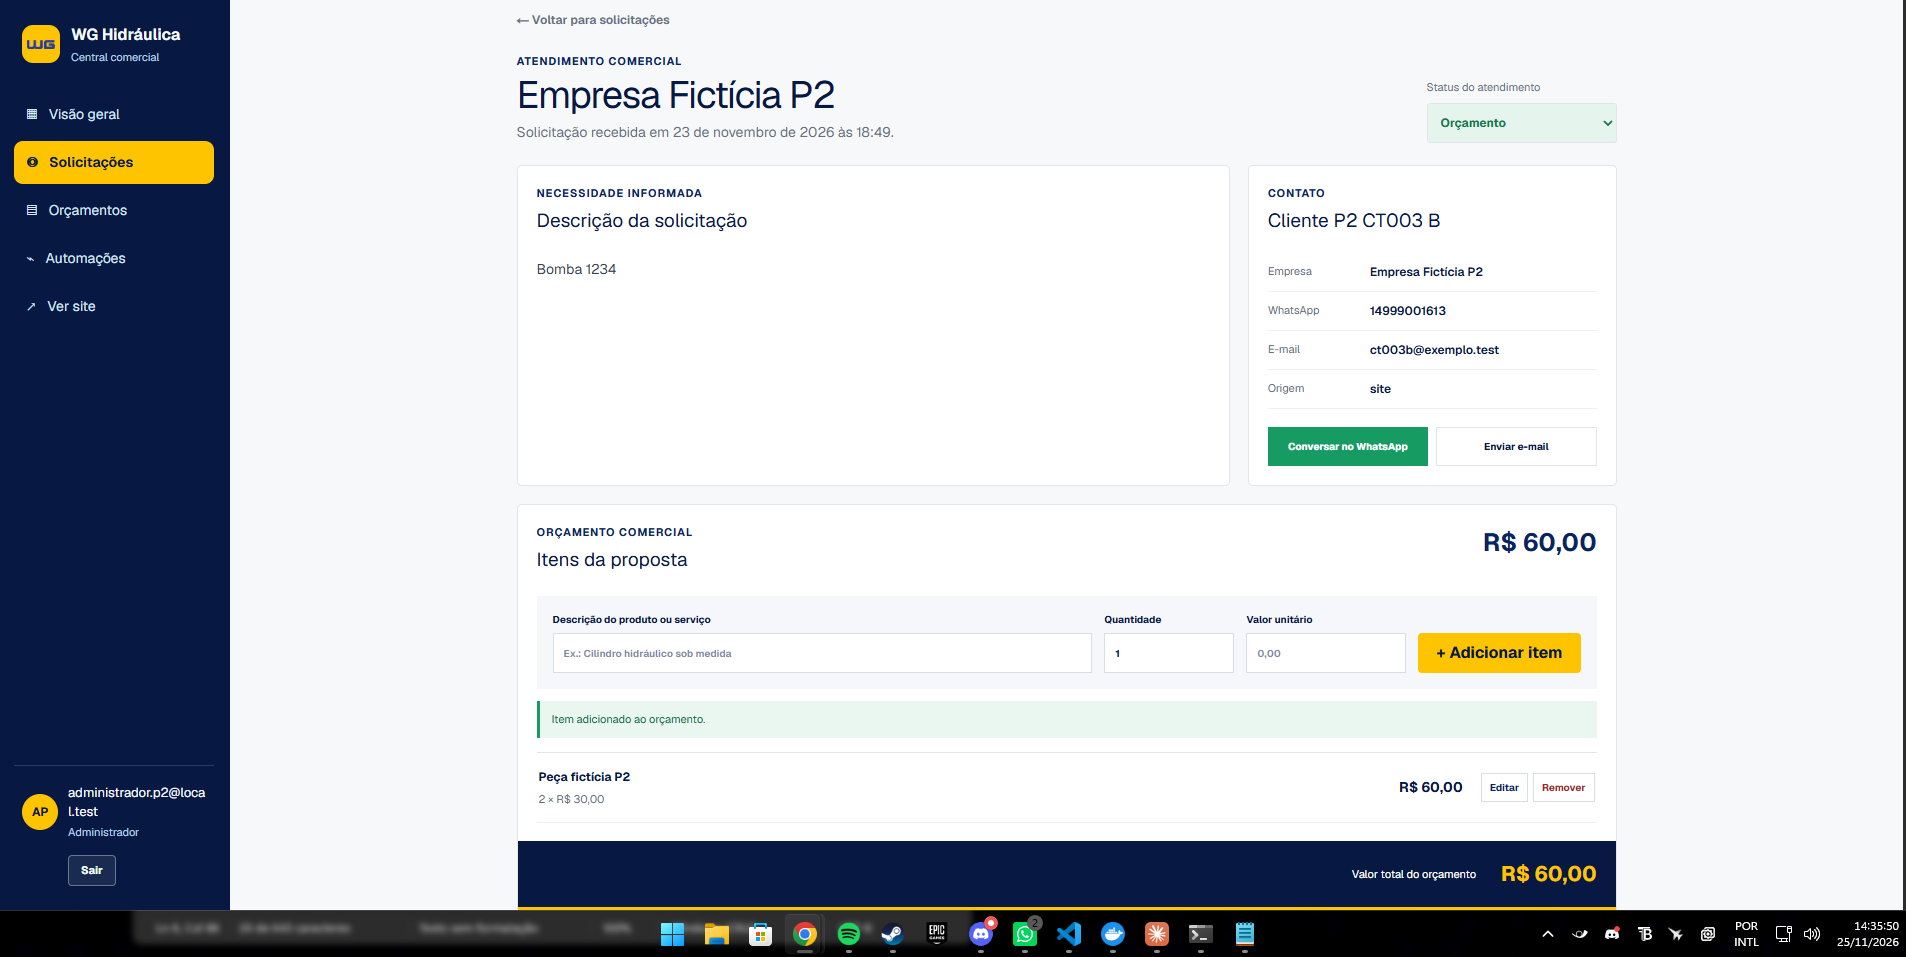 WG
WG Hidráulica
Central comercial
Visão geral
Solicitações
Orçamentos
Automações
Ver site
AP
administrador.p2@loca
l.test
Administrador
Sair
← Voltar para solicitações
ATENDIMENTO COMERCIAL
Empresa Fictícia P2
Solicitação recebida em 23 de novembro de 2026 às 18:49.
Status do atendimento
Orçamento
NECESSIDADE INFORMADA
Descrição da solicitação
Bomba 1234
CONTATO
Cliente P2 CT003 B
Empresa Empresa Fictícia P2
WhatsApp 14999001613
E-mail ct003b@exemplo.test
Origem site
Conversar no WhatsApp Enviar e-mail
ORÇAMENTO COMERCIAL
Itens da proposta
R$ 60,00
Descrição do produto ou serviço Quantidade Valor unitário
Ex.: Cilindro hidráulico sob medida 1 0,00 + Adicionar item
Item adicionado ao orçamento.
Peça fictícia P2
2 × R$ 30,00
R$ 60,00 Editar Remover
Valor total do orçamento R$ 60,00
EPIC
GAMES
2
POR
INTL
14:35:50
25/11/2026